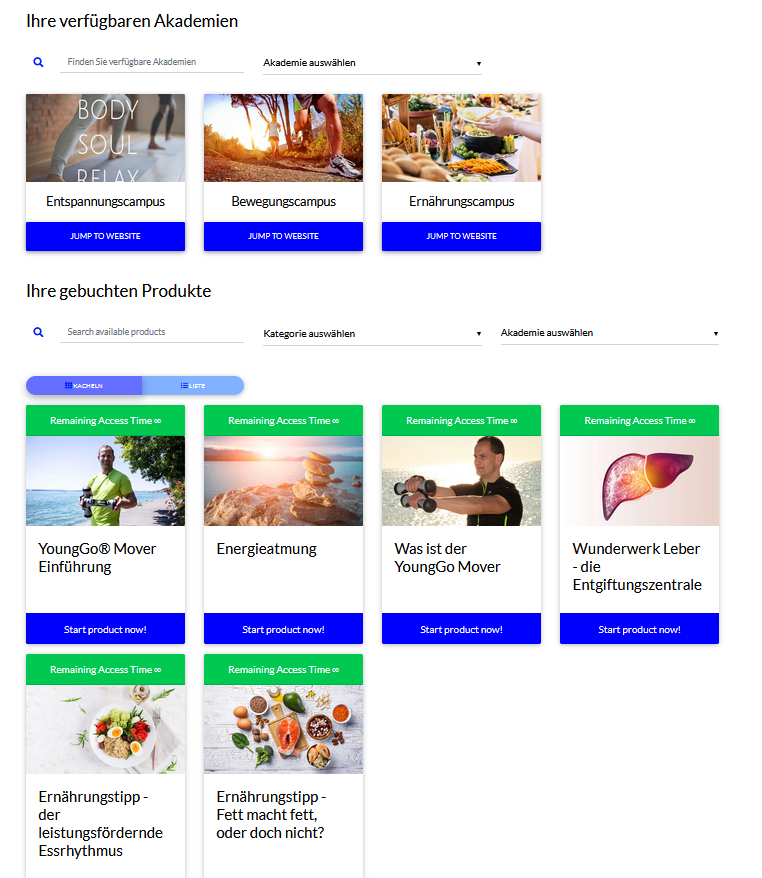 Ihre verfügbaren Akademien
Finden Sie verfügbare Akademien
Akademie auswählen
BODY
SOUL
RELAX
Entspannungscampus
Bewegungscampus
Ernährungscampus
JUMP TO WEBSITE
JUMP TO WEBSITE
JUMP TO WEBSITE
Ihre gebuchten Produkte
Search available products
Kategorie auswählen
Akademie auswählen
KACHELN
LISTE
Remaining Access Time ∞
Remaining Access Time ∞
Remaining Access Time ∞
Remaining Access Time ∞
YoungGo® Mover
Einführung
Energieatmung
Was ist der
YoungGo Mover
Wunderwerk Leber
- die
Entgiftungszentrale
Start product now!
Start product now!
Start product now!
Start product now!
Remaining Access Time ∞
Remaining Access Time ∞
Ernährungstipp -
der
leistungsfördernde
Essrhythmus
Ernährungstipp -
Fett macht fett,
oder doch nicht?